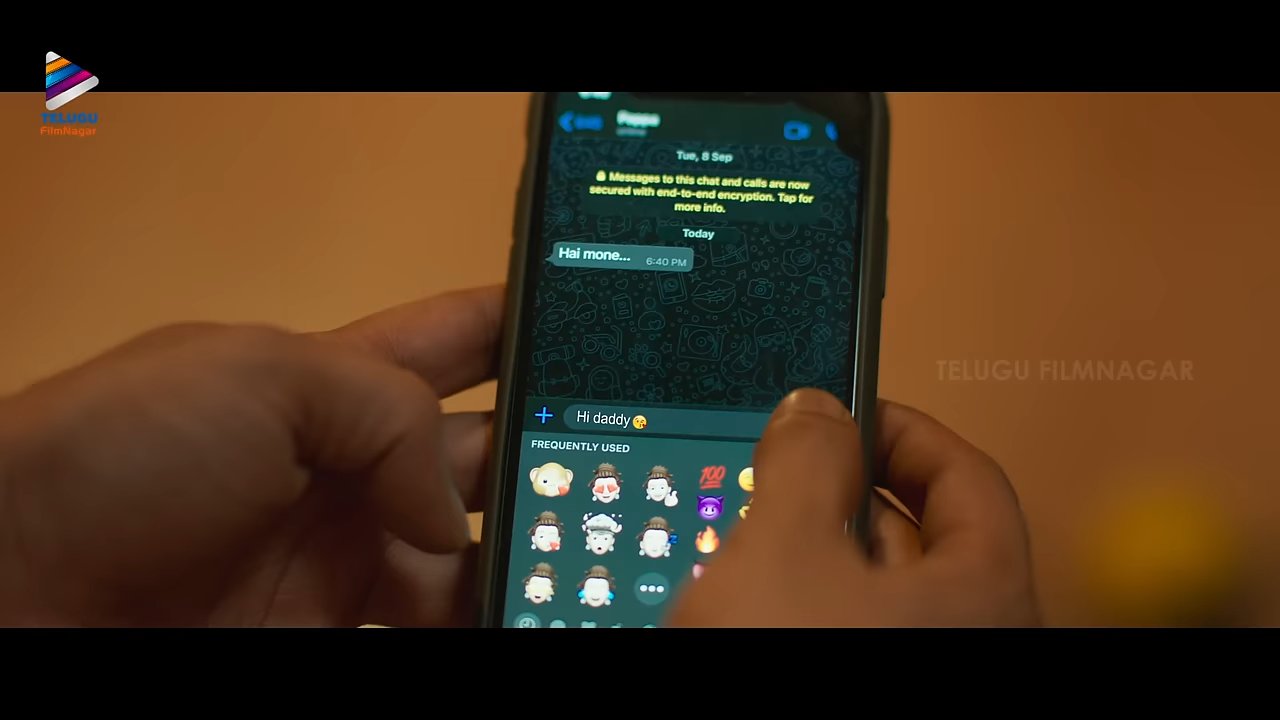 TELUGU
FilmNagar
Tue, 8 Sep
Messages to this chat and calls are now
secured with end-to-end encryption. Tap for
more info.
Today
Hai mone... 6:40 PM
TELUGU FILMNAGAR
Hi daddy
FREQUENTLY USED
100